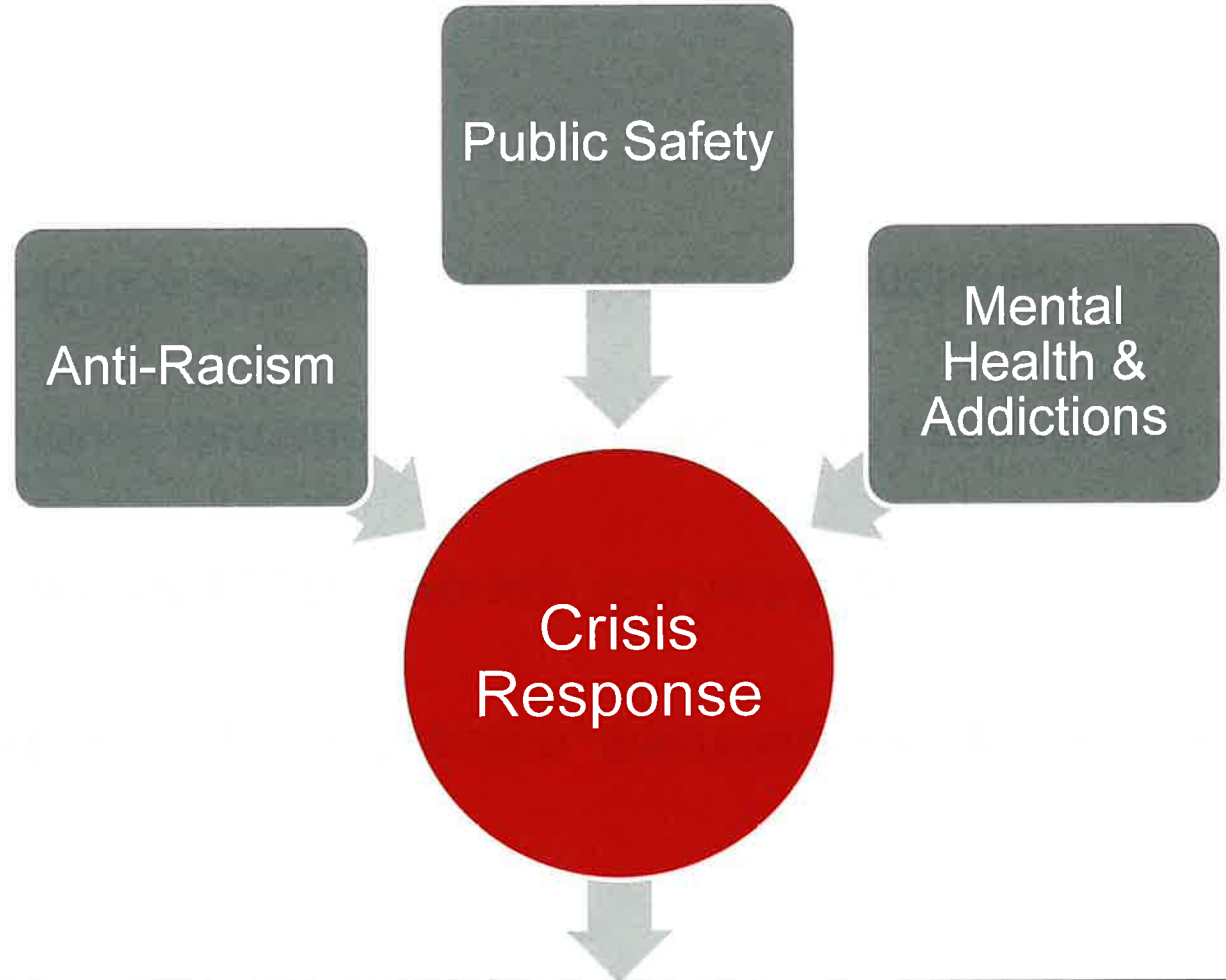 Public Safety
Anti-Racism
Mental
Health &
Addictions
Crisis
Response